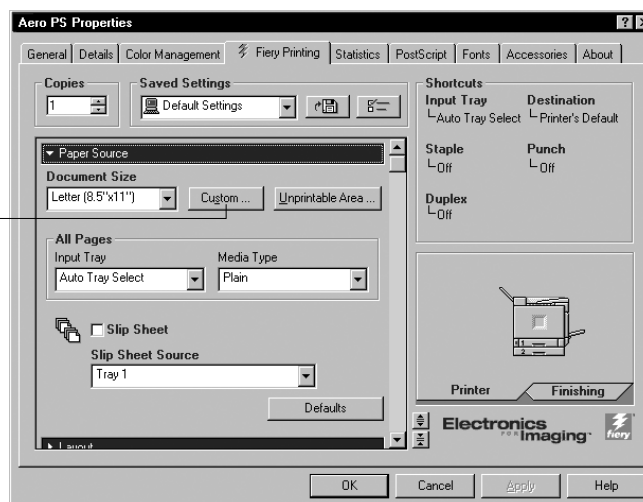 Aero PS Properties
General Details Color Management Fiery Printing Statistics PostScript Fonts Accessories About
Copies
1
Saved Settings
Default Settings
Paper Source
Document Size
Letter (8.5"x11")
Custom ...
Unprintable Area ...
All Pages
Input Tray
Auto Tray Select
Media Type
Plain
Slip Sheet
Slip Sheet Source
Tray 1
Defaults
Layout
Shortcuts
Input Tray
Auto Tray Select
Destination
Printer's Default
Staple
Off
Punch
Off
Duplex
Off
1
2
Printer
Finishing
Electronics
FOR Imaging
fiery
OK Cancel Apply Help